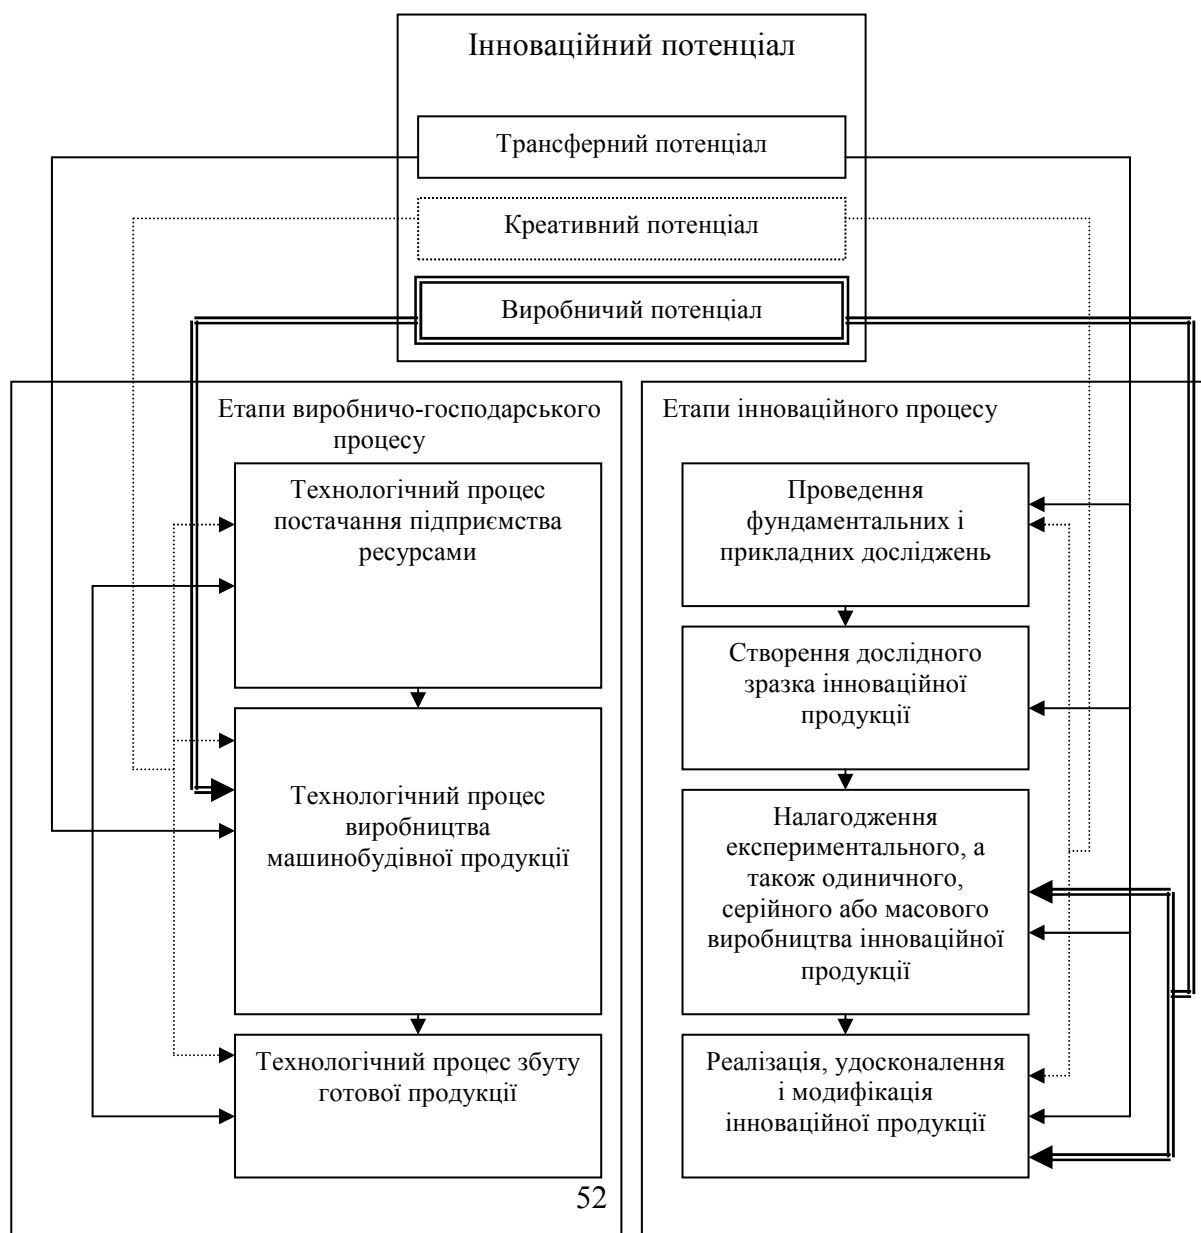 Інноваційний потенціал
Трансферний потенціал
Креативний потенціал
Виробничий потенціал
Етапи виробничо-господарського
процесу
Технологічний процес
постачання підприємства
ресурсами
Технологічний процес
виробництва
машинобудівної продукції
Технологічний процес збуту
готової продукції
Етапи інноваційного процесу
Проведення
фундаментальних і
прикладних досліджень
Створення дослідного
зразка інноваційної
продукції
Налагодження
експериментального, а
також одиничного,
серійного або масового
виробництва інноваційної
продукції
Реалізація, удосконалення
і модифікація
інноваційної продукції
52